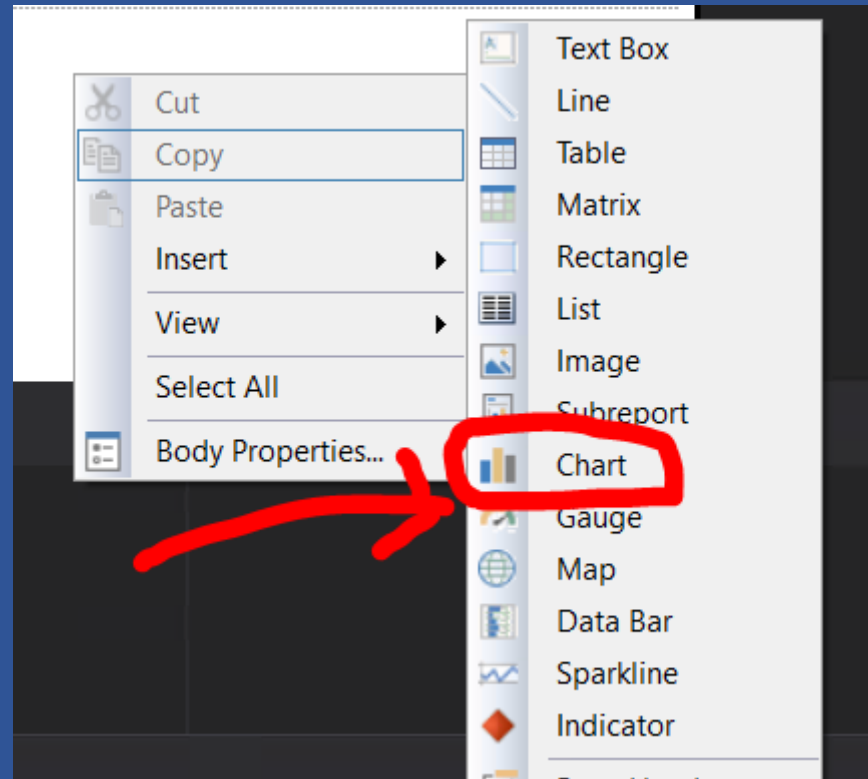 Cut
Copy
Paste
Insert
View
Select All
Body Properties...
Text Box
Line
Table
Matrix
Rectangle
List
Image
Subreport
Chart
Gauge
Map
Data Bar
Sparkline
Indicator